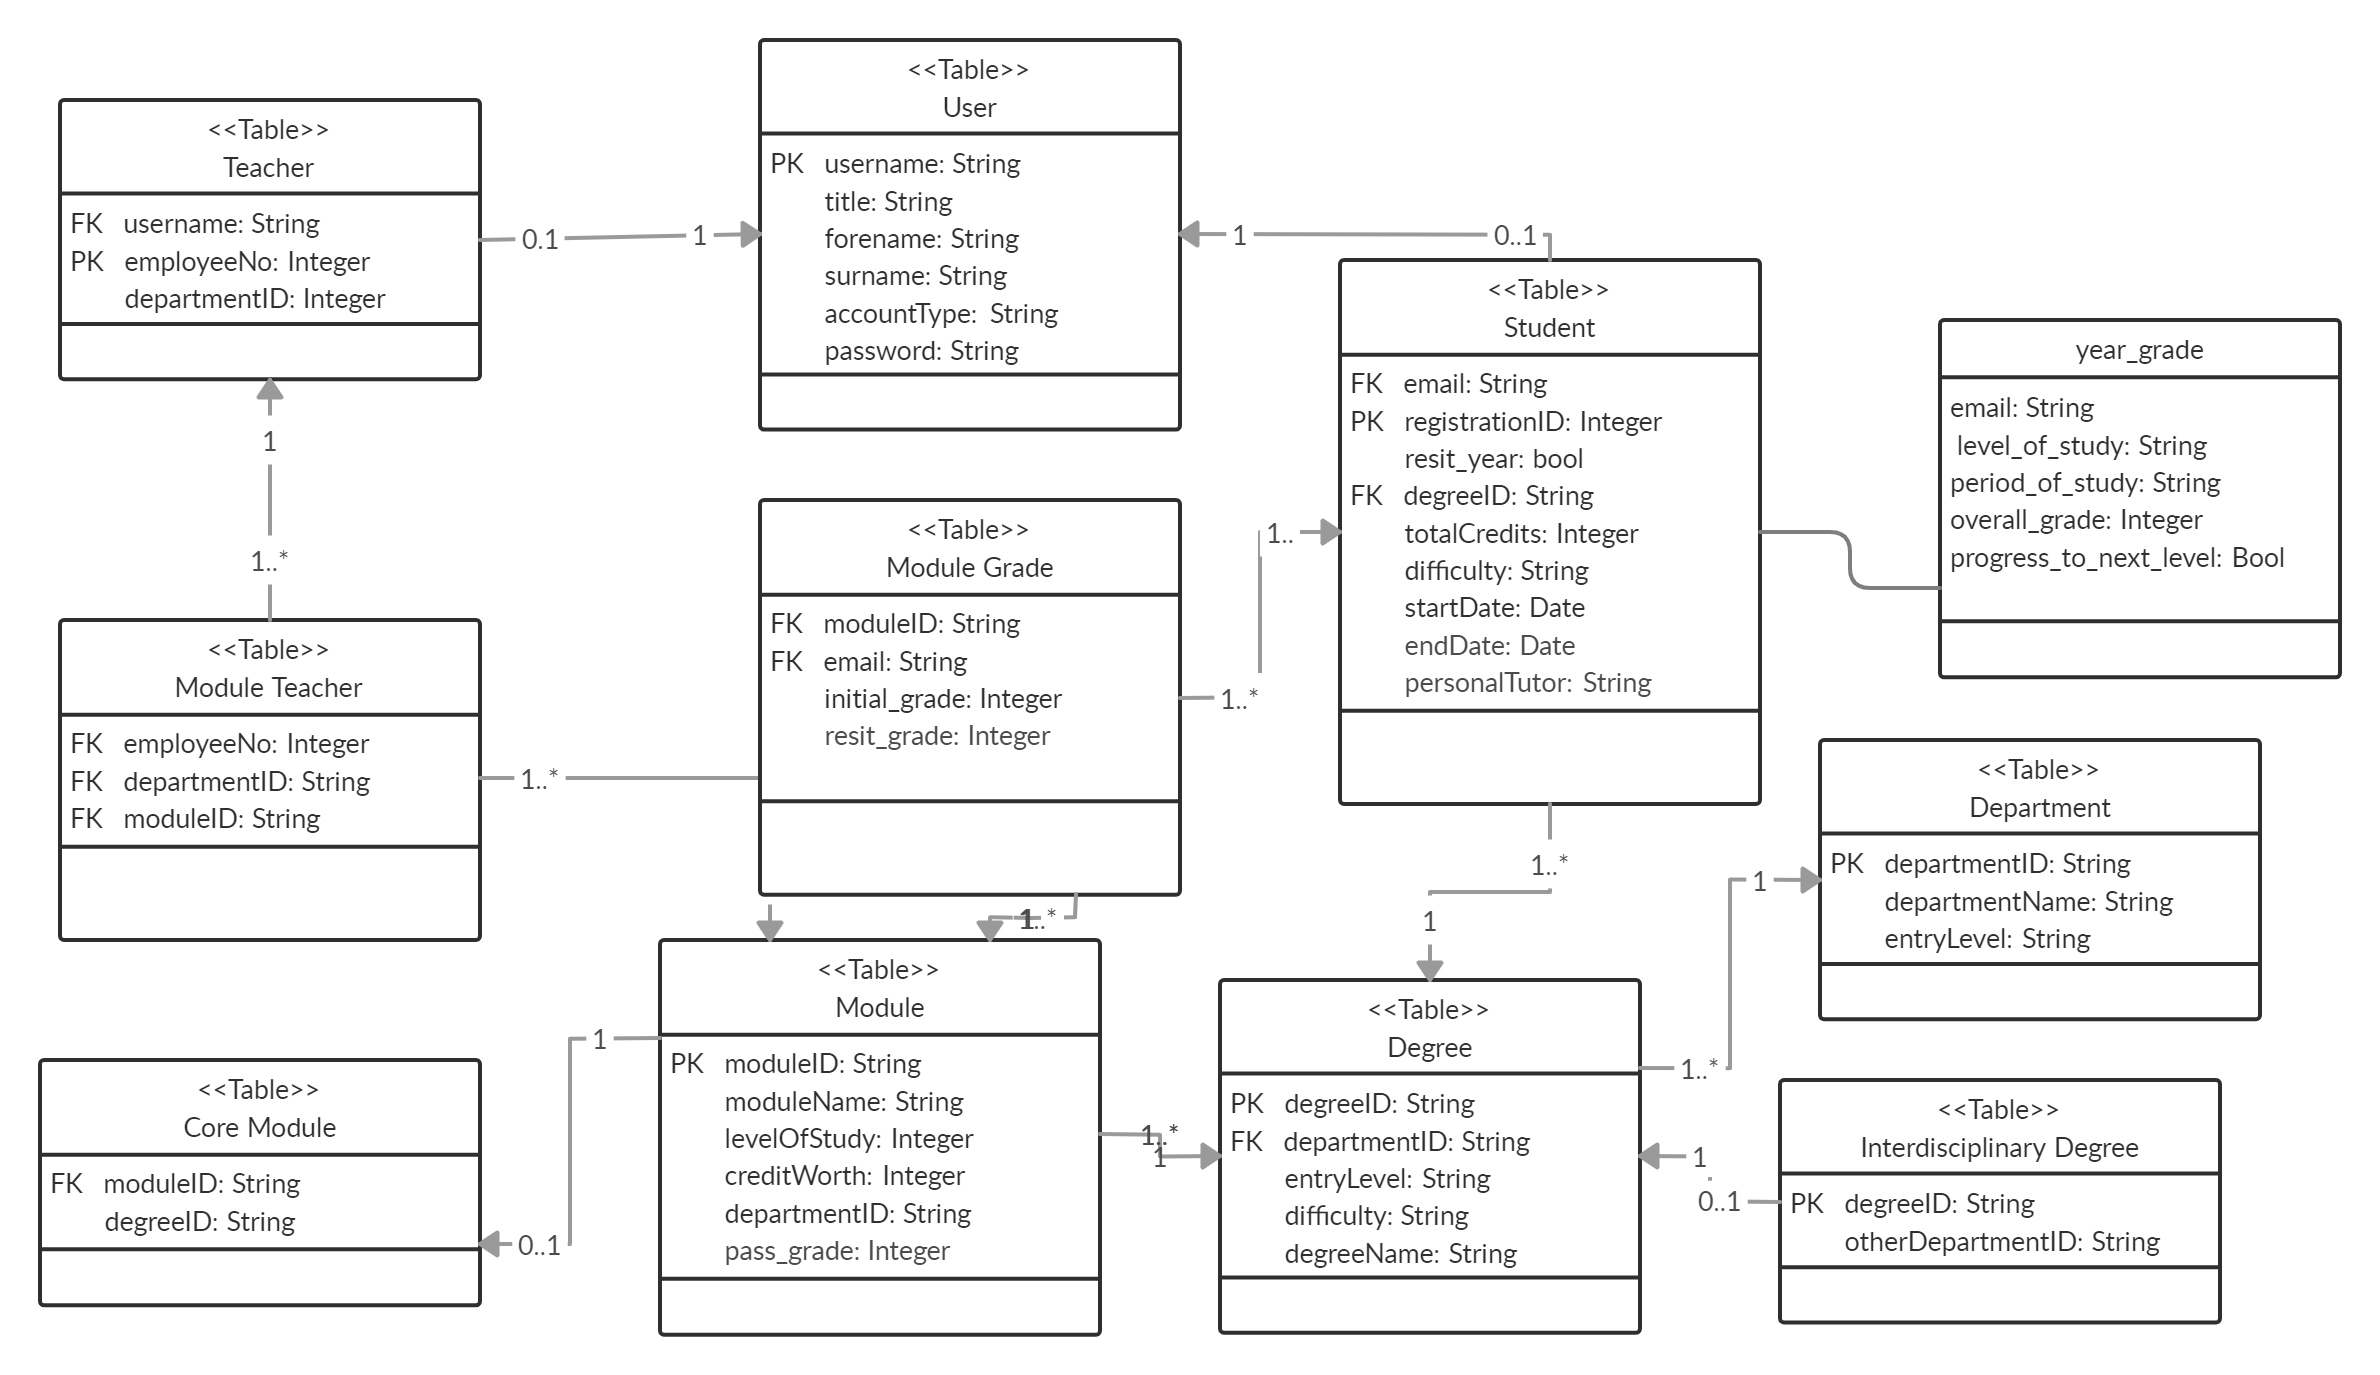 <<Table>>
User
PK username: String
title: String
forename: String
surname: String
accountType: String
password: String
<<Table>>
Teacher
FK username: String
PK employeeNo: Integer
departmentID: Integer
0.1
1
1
0..1
<<Table>>
Student
FK email: String
PK registrationID: Integer
resit_year: bool
FK degreeID: String
totalCredits: Integer
difficulty: String
startDate: Date
endDate: Date
personalTutor: String
year_grade
email: String
level_of_study: String
period_of_study: String
overall_grade: Integer
progress_to_next_level: Bool
1
1..*
<<Table>>
Module Grade
FK moduleID: String
FK email: String
initial_grade: Integer
resit_grade: Integer
1..
1..*
<<Table>>
Module Teacher
FK employeeNo: Integer
FK departmentID: String
FK moduleID: String
1..*
<<Table>>
Department
PK departmentID: String
departmentName: String
entryLevel: String
1..*
1
1
1..*
1..*
<<Table>>
Module
PK moduleID: String
moduleName: String
levelOfStudy: Integer
creditWorth: Integer
departmentID: String
pass_grade: Integer
<<Table>>
Degree
PK degreeID: String
FK departmentID: String
entryLevel: String
difficulty: String
degreeName: String
1
0..1
<<Table>>
Core Module
FK moduleID: String
degreeID: String
1..*
1
1
0..1
<<Table>>
Interdisciplinary Degree
PK degreeID: String
otherDepartmentID: String